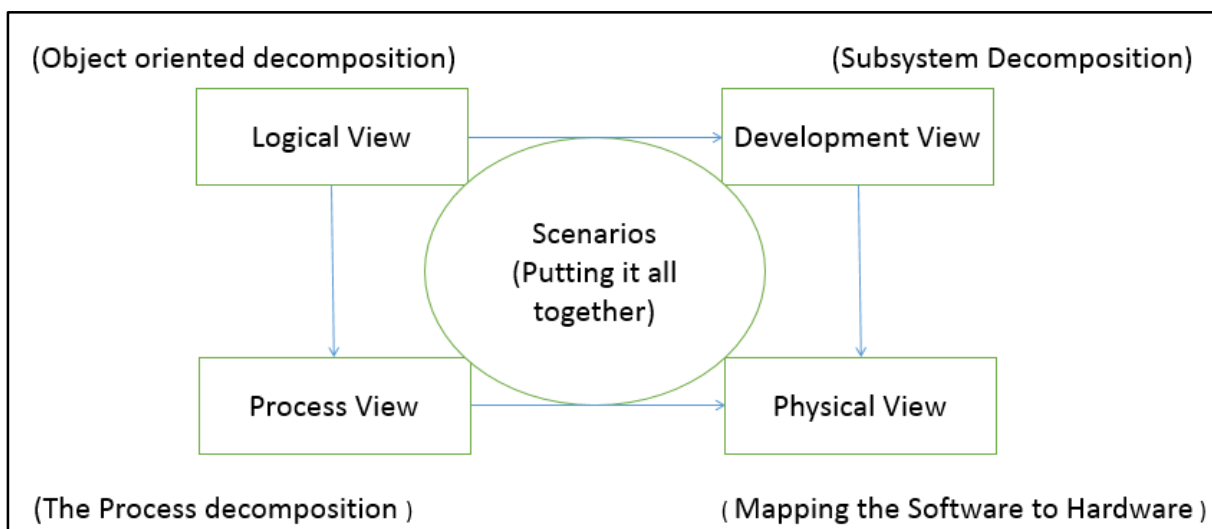 (Object oriented decomposition)
(Subsystem Decomposition)
Logical View
Development View
Scenarios
(Putting it all
together)
Process View
Physical View
(The Process decomposition )
( Mapping the Software to Hardware )